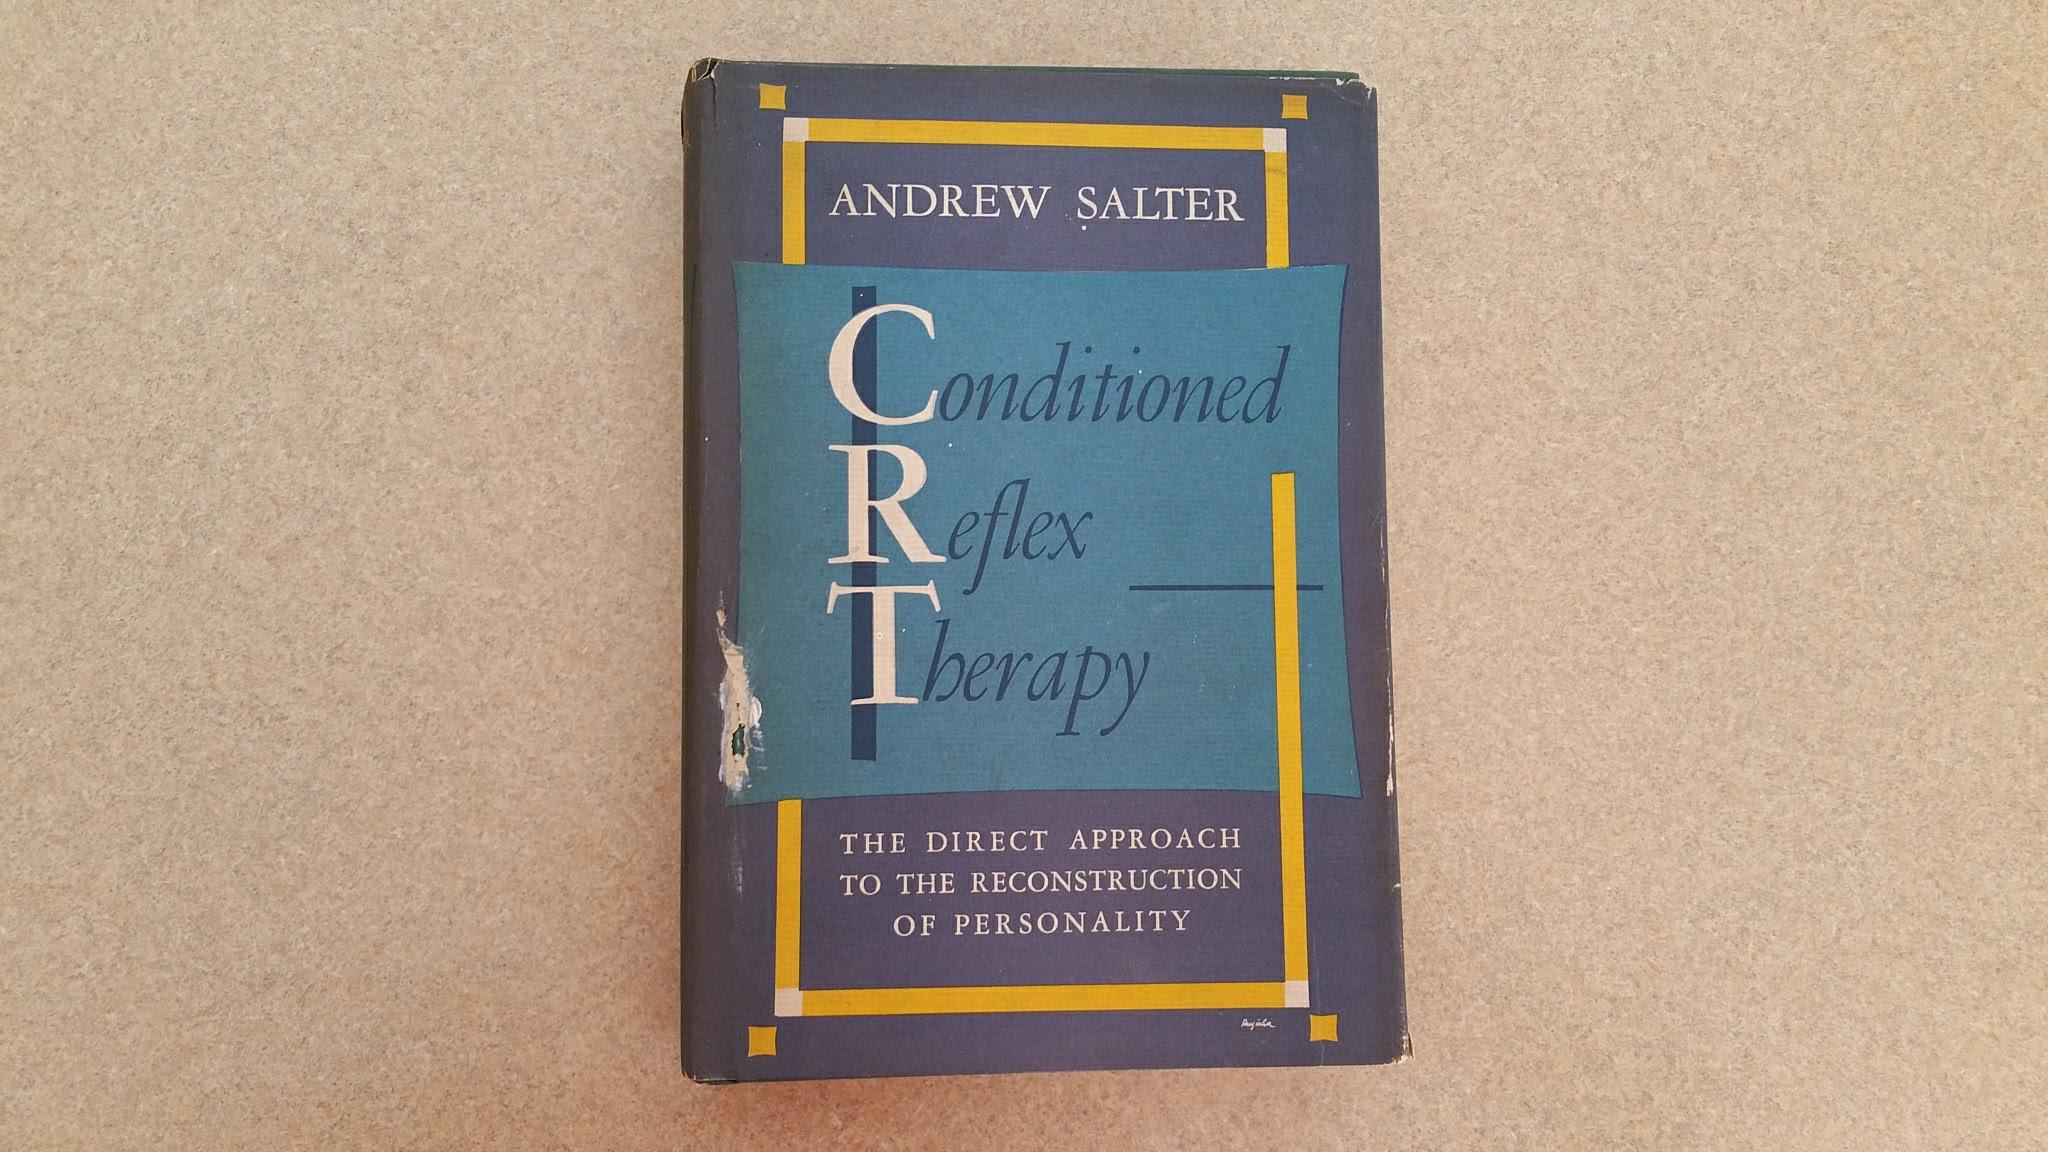 ANDREW SALTER
Conditioned
Reflex
Therapy
THE DIRECT APPROACH
TO THE RECONSTRUCTION
OF PERSONALITY